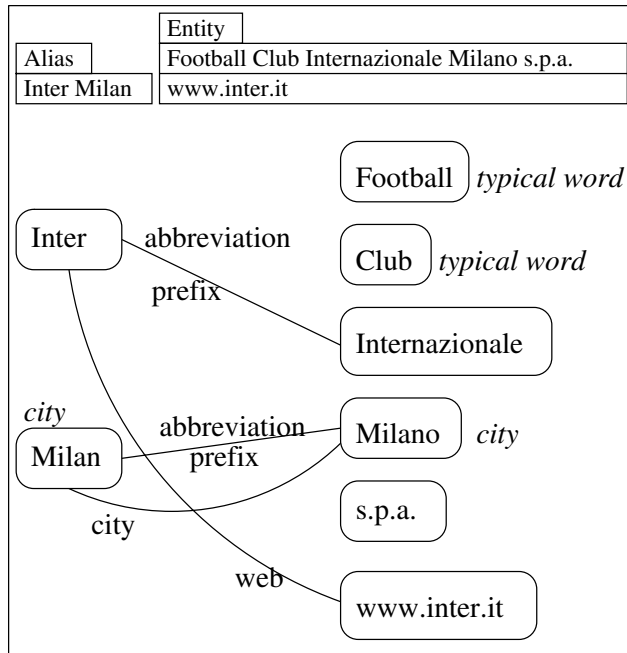 Entity
Alias
Football Club Internazionale Milano s.p.a.
Inter Milan
www.inter.it
Football typical word
Inter
abbreviation
Club typical word
prefix
Internazionale
city
abbreviation
Milano city
Milan
prefix
s.p.a.
city
web
www.inter.it